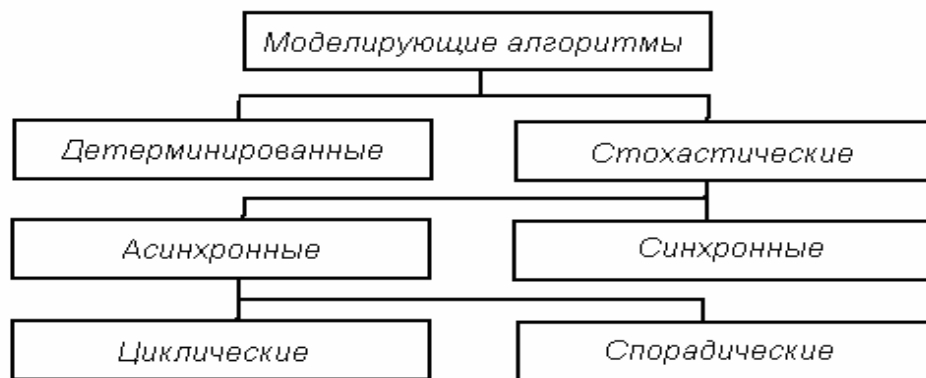 Моделирующие алгоритмы
Детерминированные
Стохастические
Асинхронные
Синхронные
Циклические
Спорадические